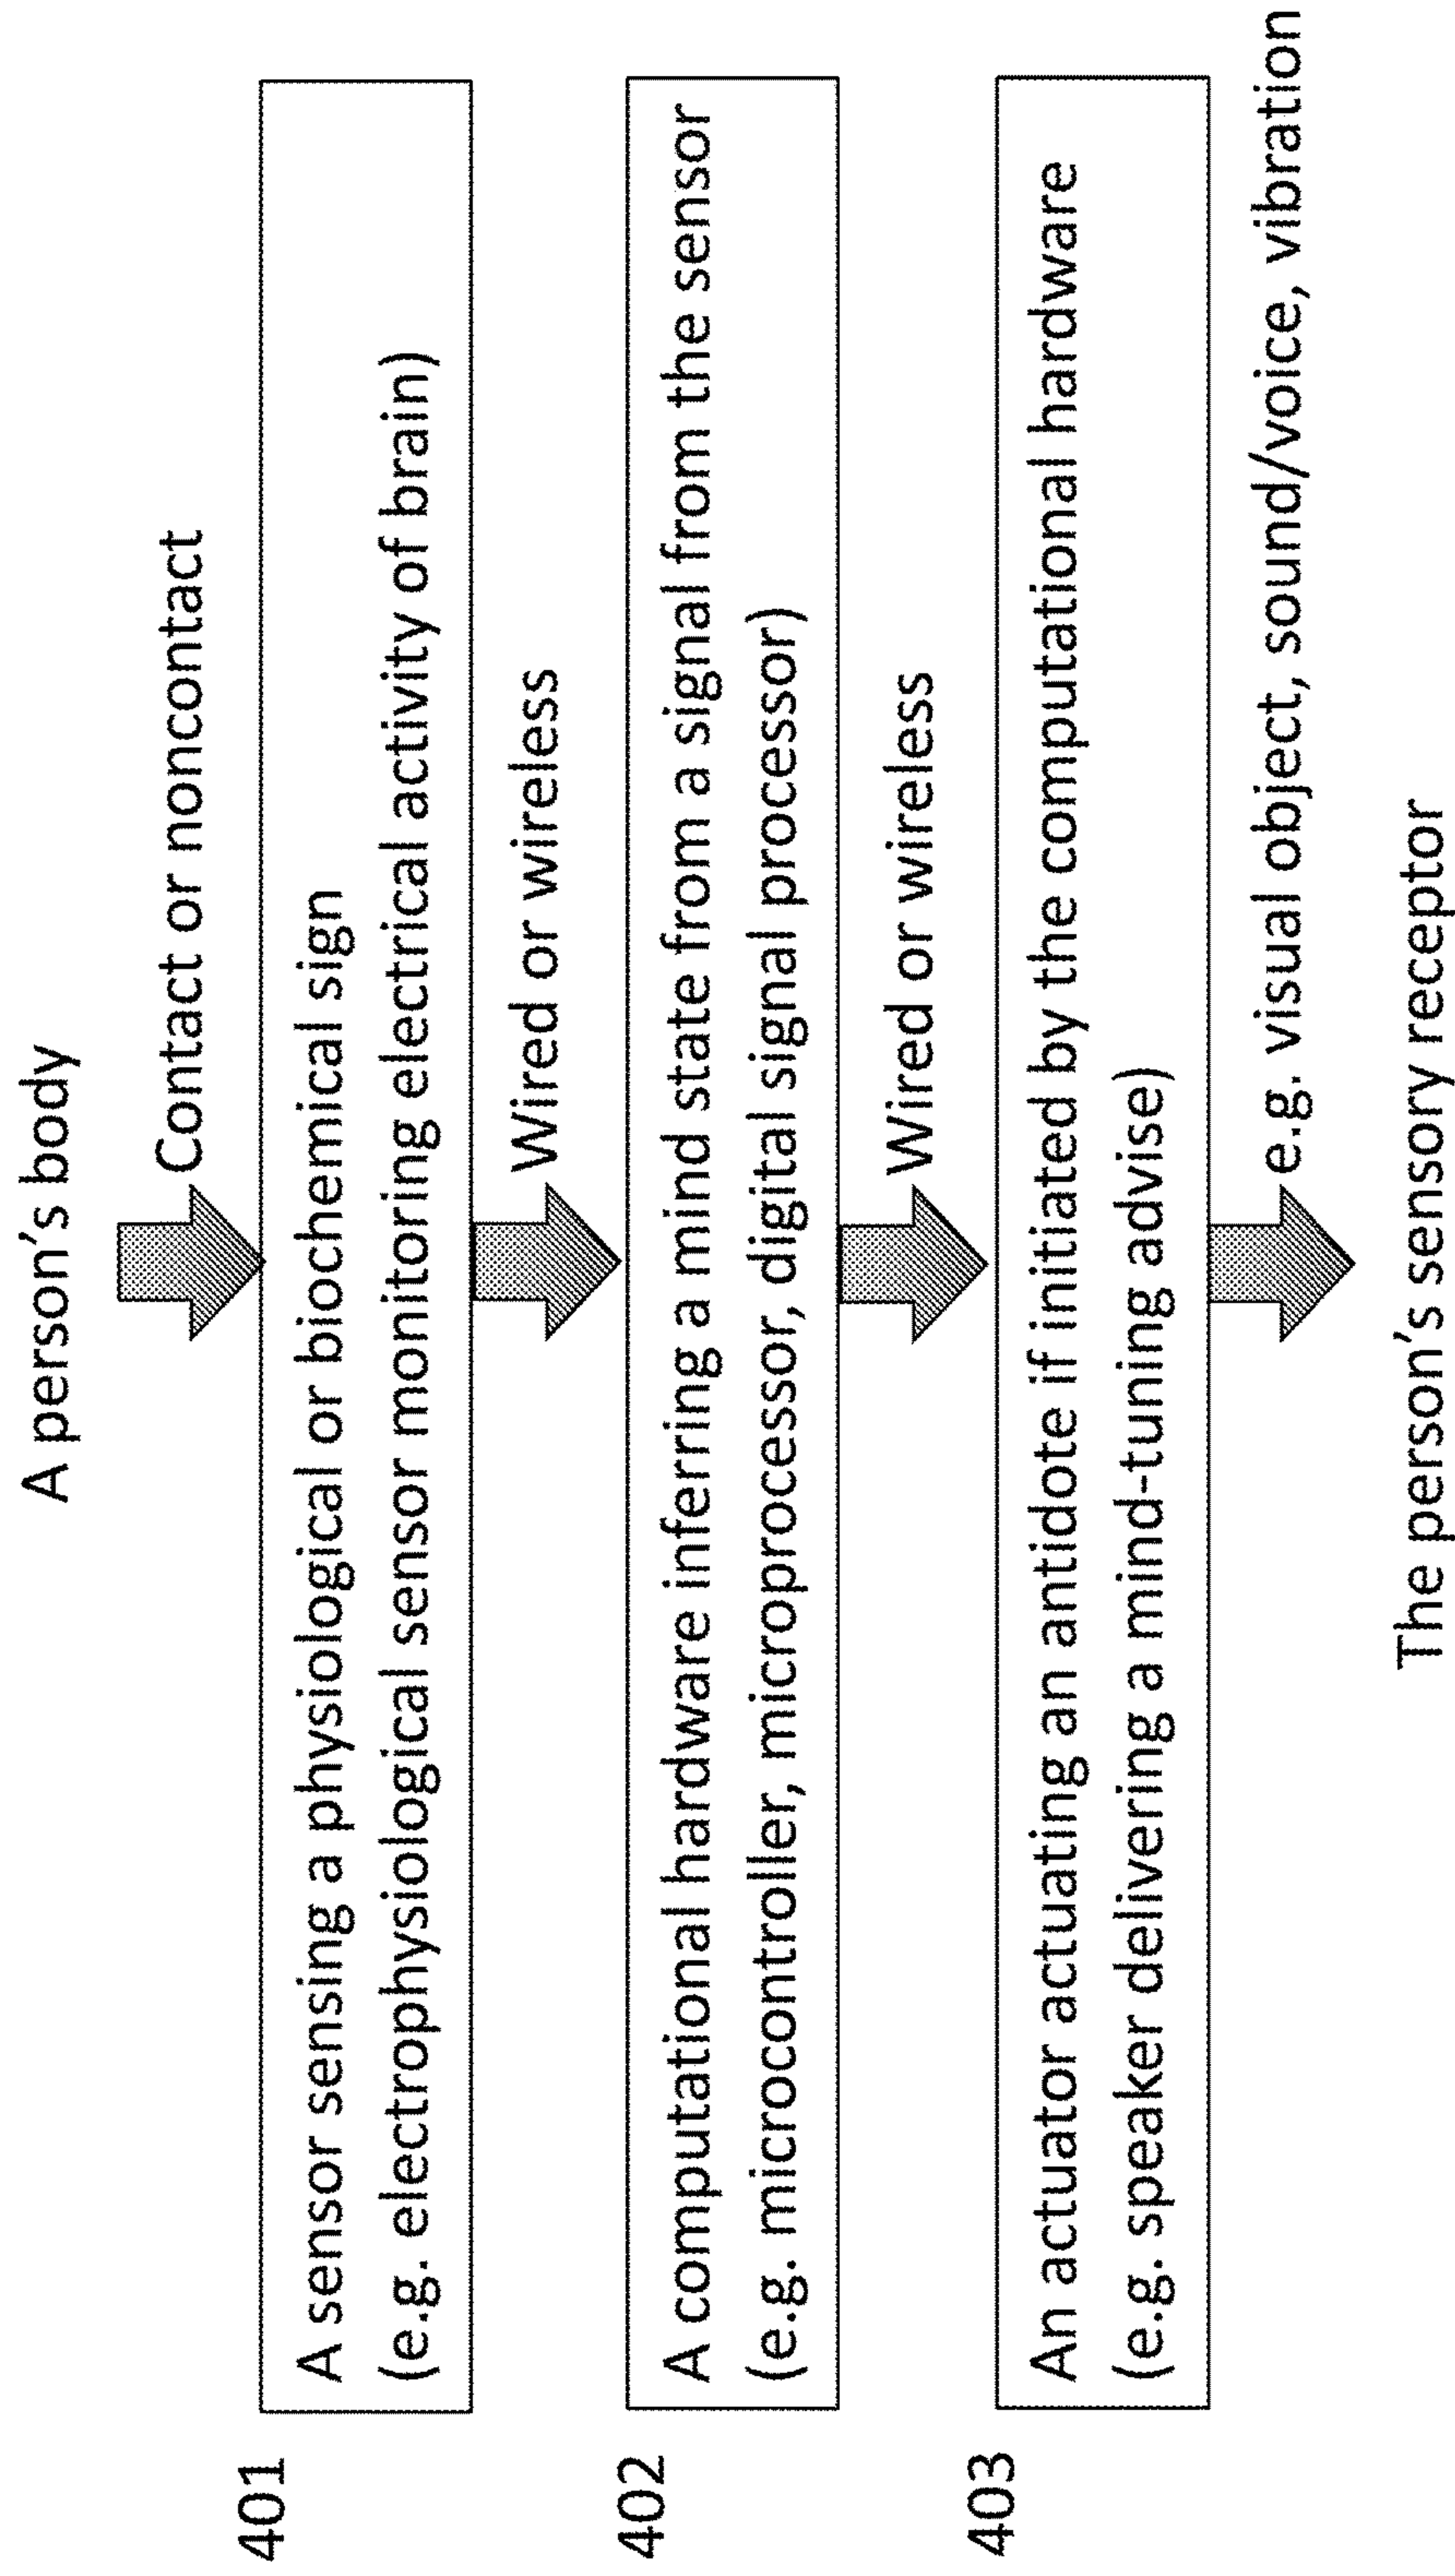 A person's body
Contact or noncontact
401
A sensor sensing a physiological or biochemical sign
(e.g. electrophysiological sensor monitoring electrical activity of brain)
Wired or wireless
402
A computational hardware inferring a mind state from a signal from the sensor
(e.g. microcontroller, microprocessor, digital signal processor)
Wired or wireless
403
An actuator actuating an antidote if initiated by the computational hardware
(e.g. speaker delivering a mind-tuning advise)
e.g. visual object, sound/voice, vibration
The person's sensory receptor